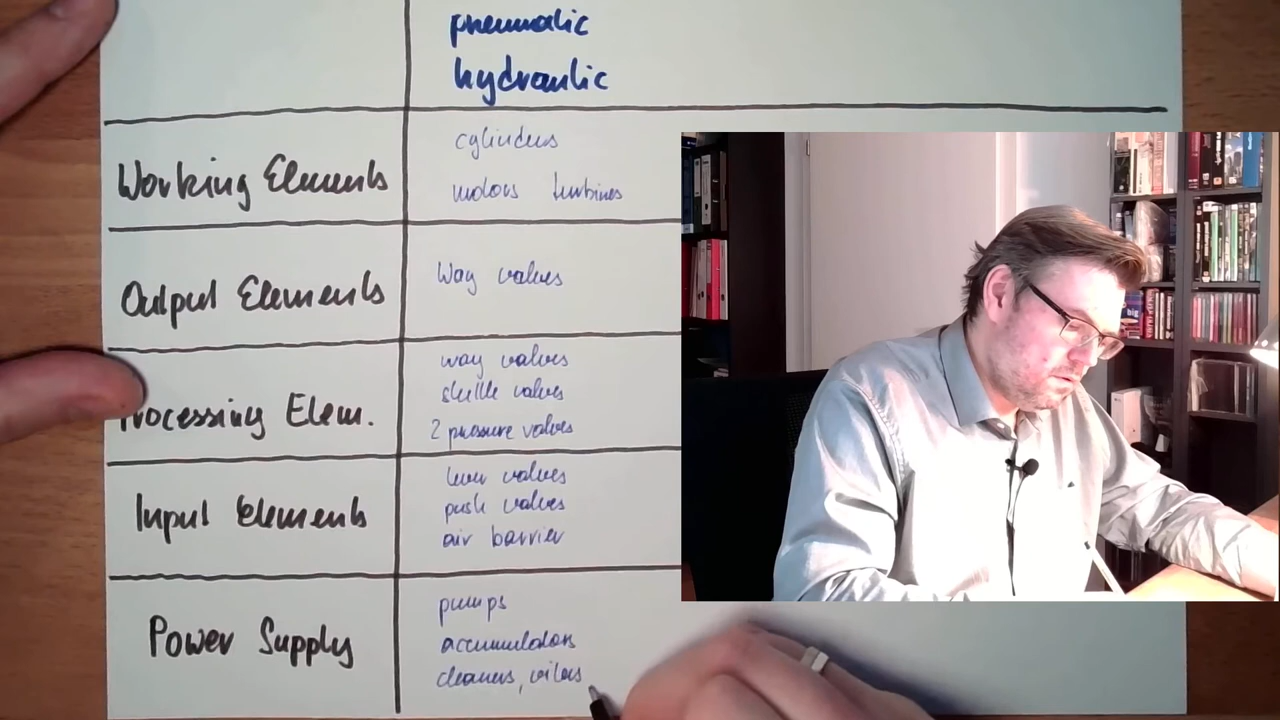 pneumatic
hydraulic
Working Elements
cylinders
motors turbines
Output Elements
Way valves
Processing Elem.
way valves
shuttle valves
2 pressure valves
Input Elements
lever valves
push valves
air barrier
Power Supply
pumps
accumulators
cleaners, oilers